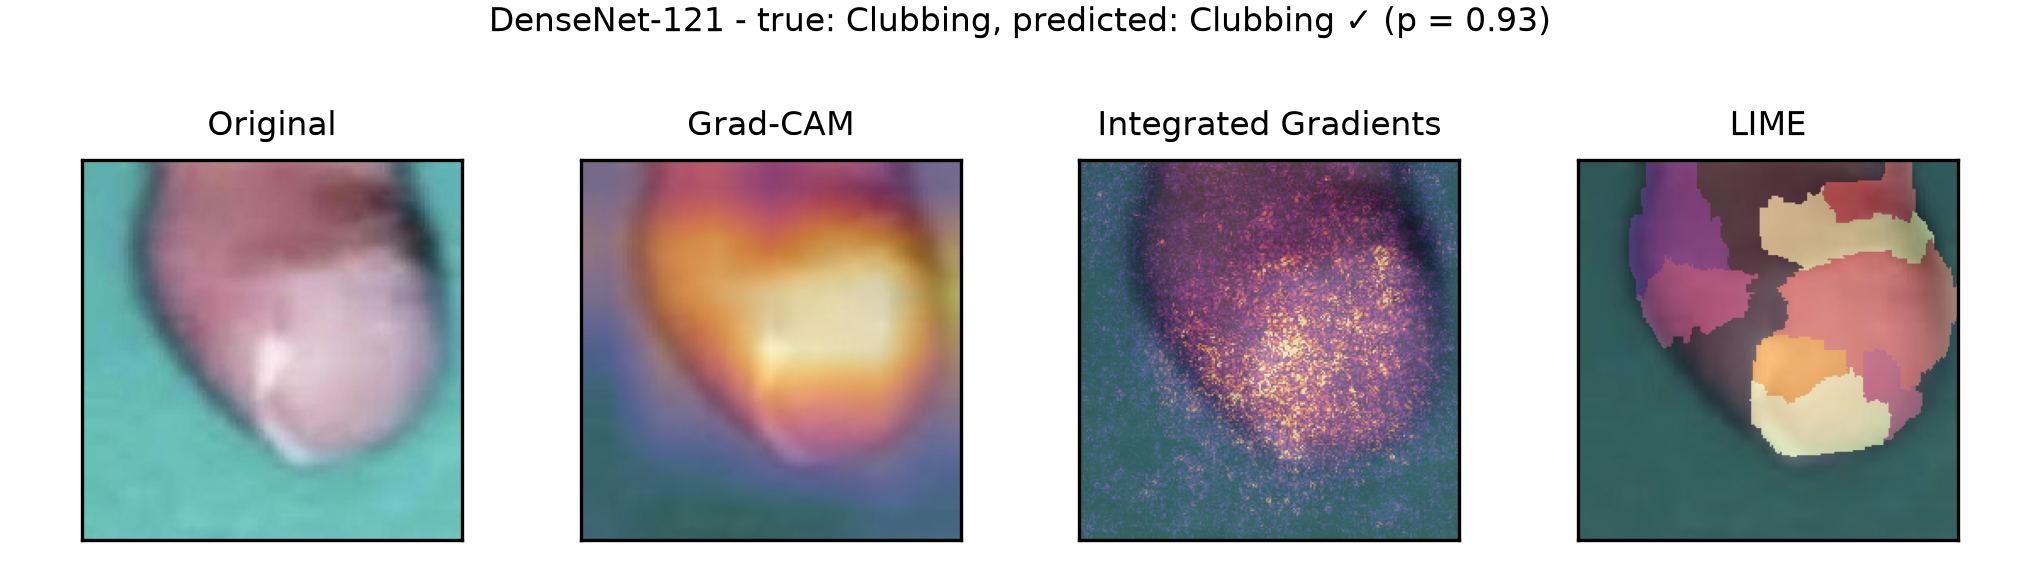 DenseNet-121 - true: Clubbing, predicted: Clubbing ✓ (p = 0.93)
Original
Grad-CAM
Integrated Gradients
LIME